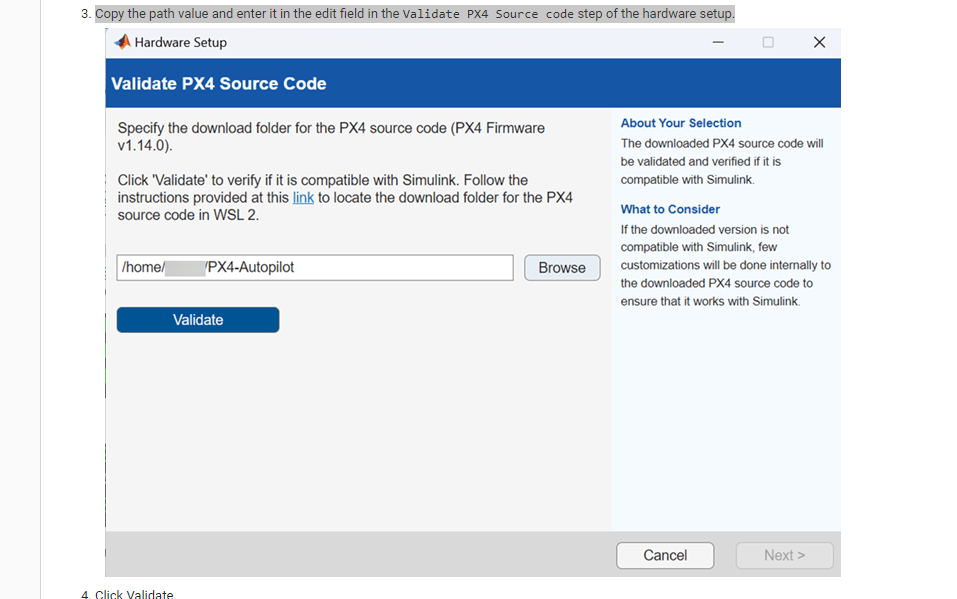 3. Copy the path value and enter it in the edit field in the Validate PX4 Source code step of the hardware setup.
Hardware Setup
Validate PX4 Source Code
Specify the download folder for the PX4 source code (PX4 Firmware
v1.14.0).
Click 'Validate' to verify if it is compatible with Simulink. Follow the
instructions provided at this link to locate the download folder for the PX4
source code in WSL 2.
/home/ /PX4-Autopilot
Browse
Validate
About Your Selection
The downloaded PX4 source code will
be validated and verified if it is
compatible with Simulink.
What to Consider
If the downloaded version is not
compatible with Simulink, few
customizations will be done internally to
the downloaded PX4 source code to
ensure that it works with Simulink.
Cancel
Next >
4. Click Validate.